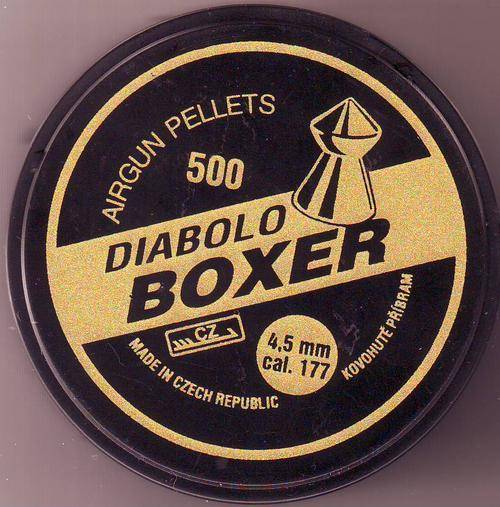 AIRGUN PELLETS
500
DIABOLO
BOXER
CZ
4,5 mm
cal. 177
MADE IN CZECH REPUBLIC
KOVOHUTĚ PŘÍBRAM